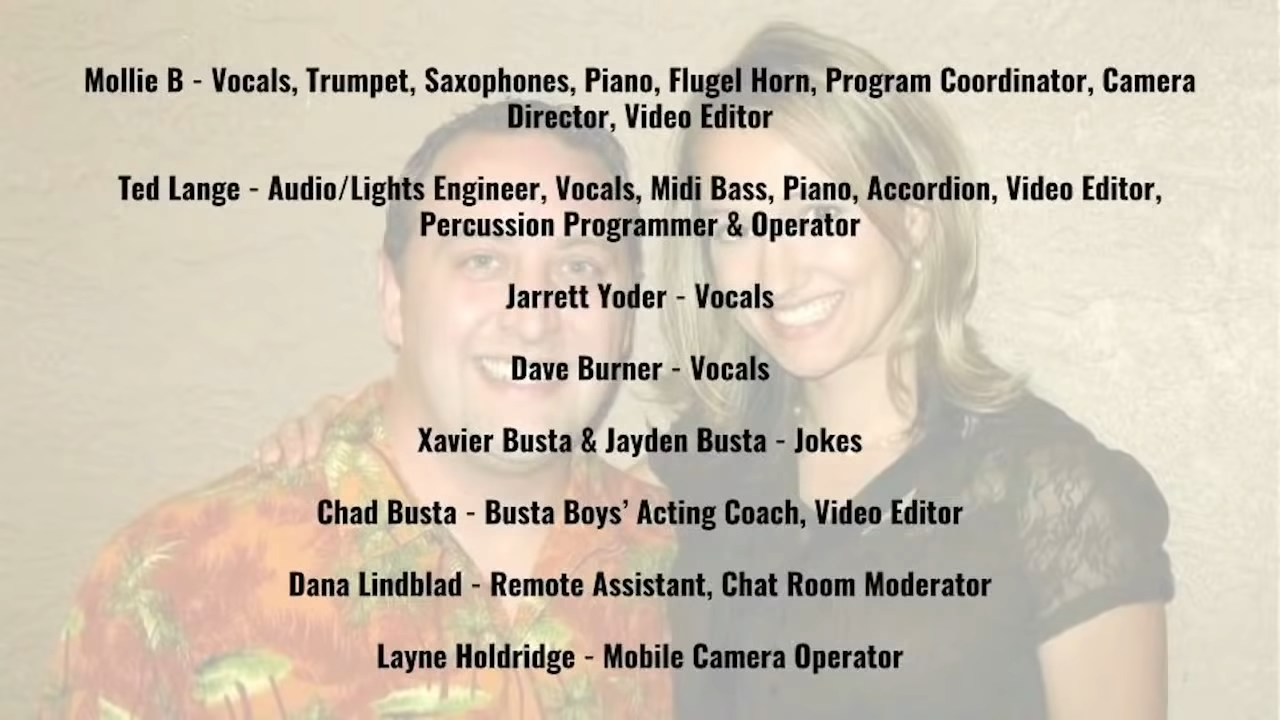 Mollie B - Vocals, Trumpet, Saxophones, Piano, Flugel Horn, Program Coordinator, Camera
Director, Video Editor
Ted Lange - Audio/Lights Engineer, Vocals, Midi Bass, Piano, Accordion, Video Editor,
Percussion Programmer & Operator
Jarrett Yoder - Vocals
Dave Burner - Vocals
Xavier Busta & Jayden Busta - Jokes
Chad Busta - Busta Boys’ Acting Coach, Video Editor
Dana Lindblad - Remote Assistant, Chat Room Moderator
Layne Holdridge - Mobile Camera Operator